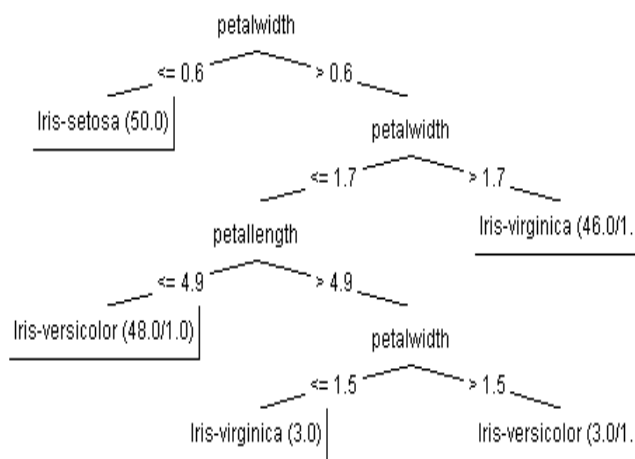 petalwidth
<= 0.6
> 0.6
Iris-setosa (50.0)
petalwidth
<= 1.7
> 1.7
petallength
Iris-virginica (46.0/1.
<= 4.9
> 4.9
Iris-versicolor (48.0/1.0)
petalwidth
<= 1.5
> 1.5
Iris-virginica (3.0)
Iris-versicolor (3.0/1.